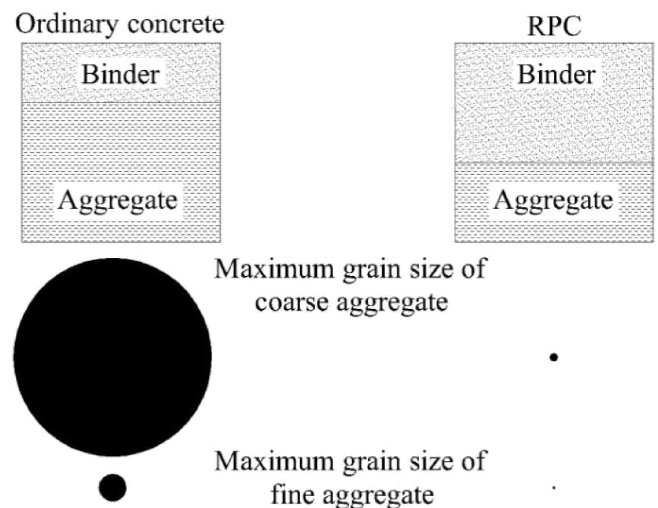 Ordinary concrete
RPC
Binder
Binder
Aggregate
Aggregate
Maximum grain size of
coarse aggregate
Maximum grain size of
fine aggregate